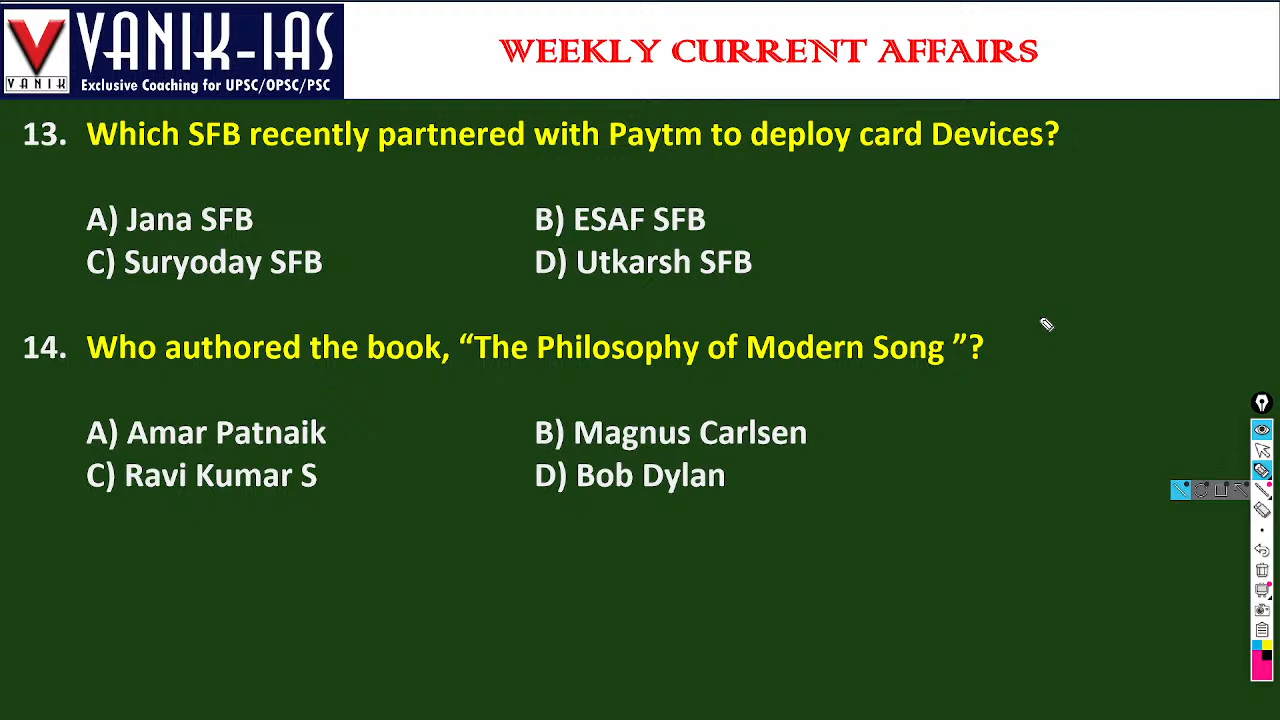 VANIK
VANIK-IAS
Exclusive Coaching for UPSC/OPSC/PSC
WEEKLY CURRENT AFFAIRS
13. Which SFB recently partnered with Paytm to deploy card Devices?
A) Jana SFB B) ESAF SFB
C) Suryoday SFB D) Utkarsh SFB
14. Who authored the book, “The Philosophy of Modern Song ”?
A) Amar Patnaik B) Magnus Carlsen
C) Ravi Kumar S D) Bob Dylan